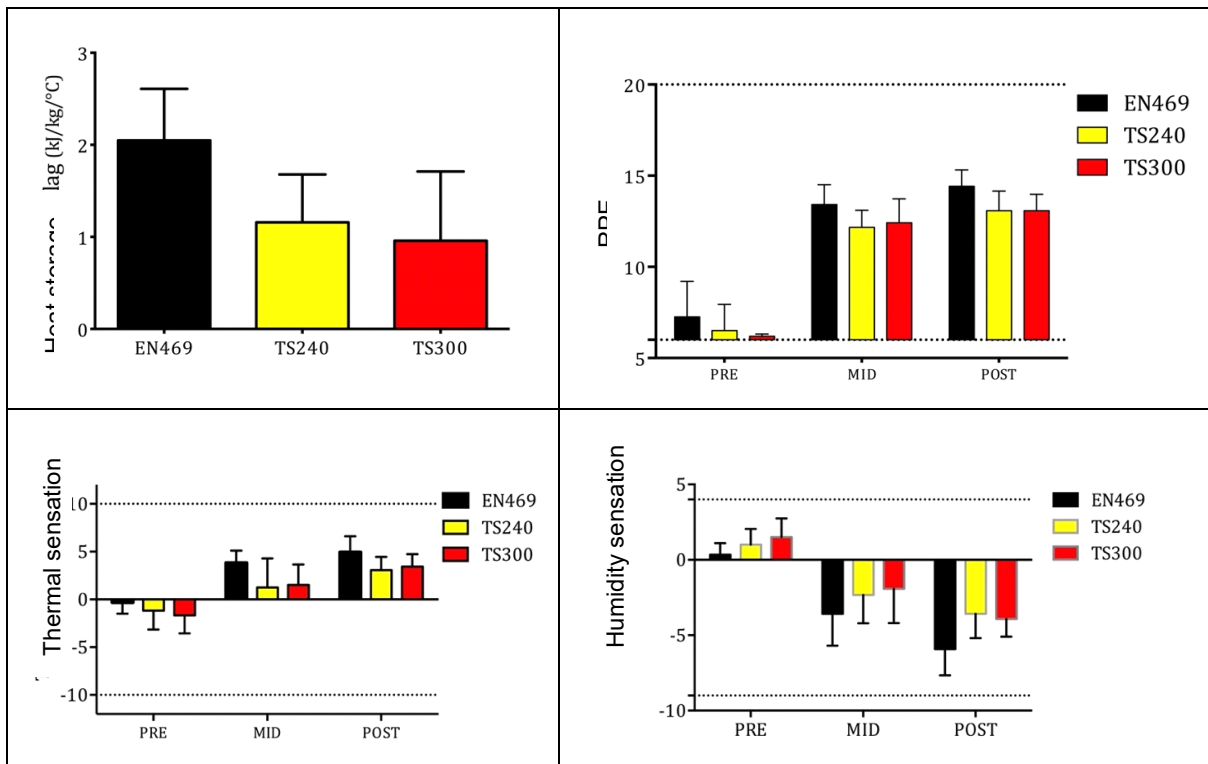 lag (kJ/kg/°C)
3
2
1
0
EN469 TS240 TS300
20
15
10
5
PRE MID POST
EN469
TS240
TS300
Thermal sensation
10
5
0
-5
-10
PRE MID POST
EN469
TS240
TS300
Humidity sensation
5
0
-5
-10
PRE MID POST
EN469
TS240
TS300